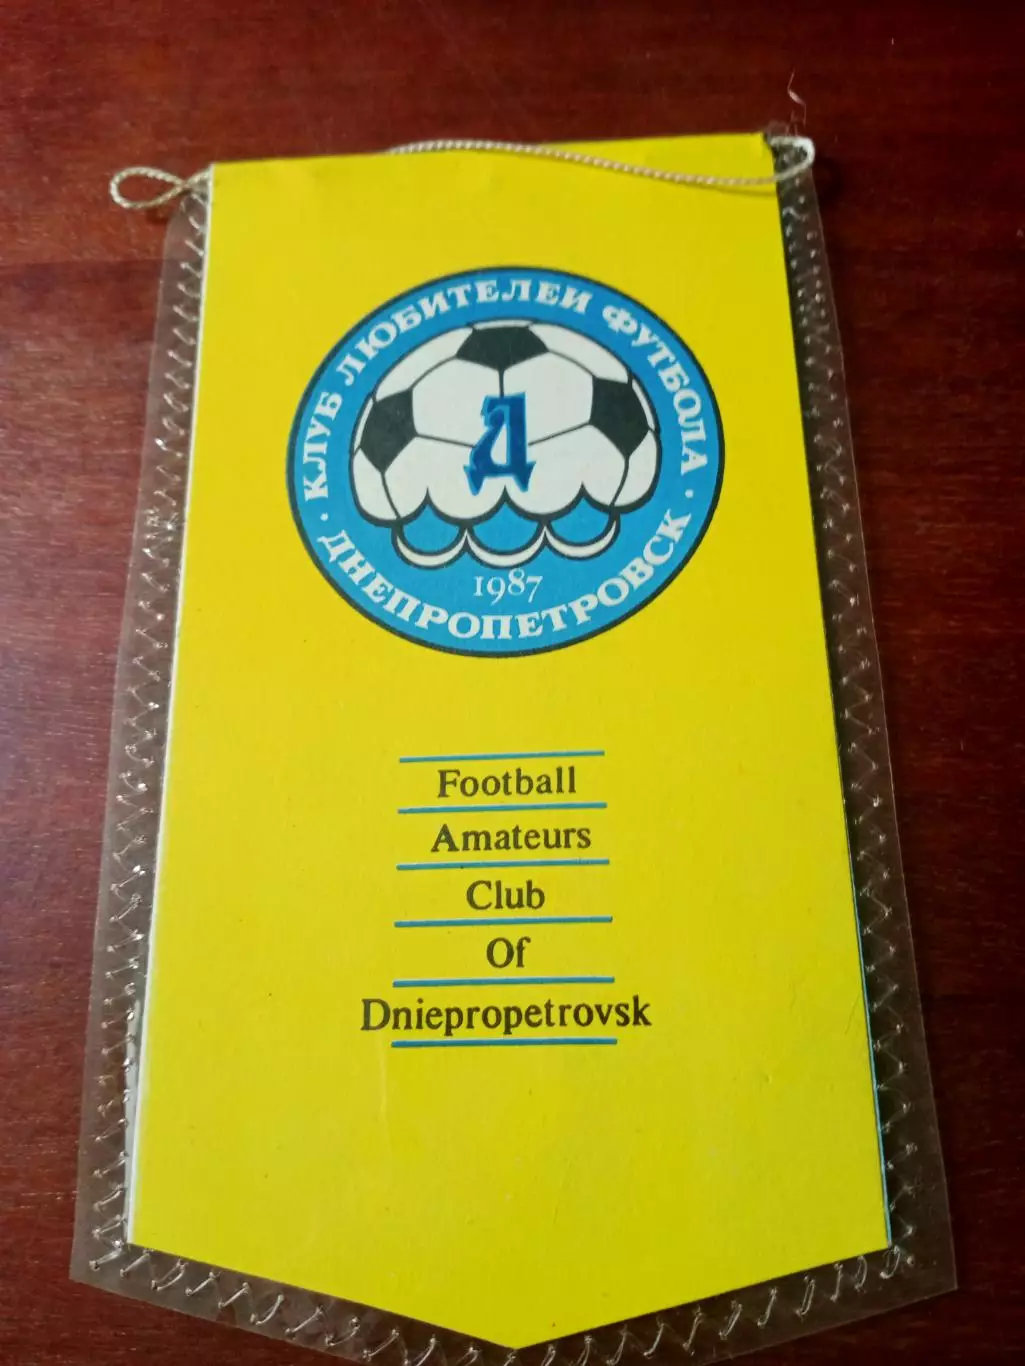 · КЛУБ ЛЮБИТЕЛЕЙ ФУТБОЛА ·
Д
1987
ДНЕПРОПЕТРОВСК
Football
Amateurs
Club
Of
Dniepropetrovsk